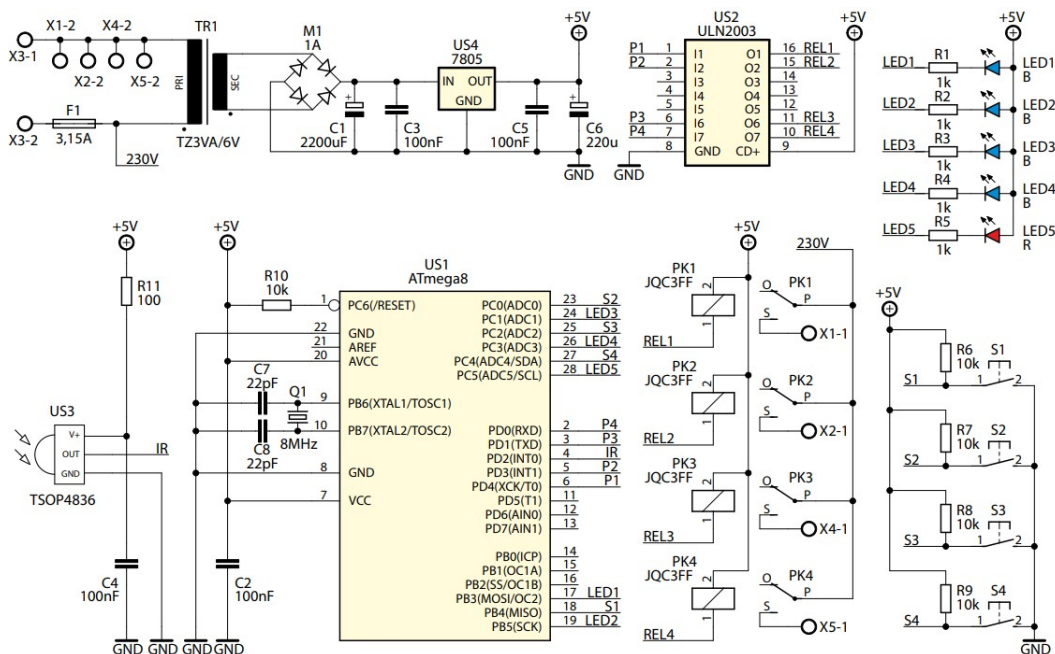 X1-2 X4-2
X3-1
X2-2 X5-2
TR1
PRI
SEC
TZ3VA/6V
F1
X3-2
3,15A
230V
M1
1A
US4
7805
IN OUT
GND
+
C1
2200uF
C3
100nF
C5
100nF
+
C6
220u
+5V
GND
US2
ULN2003
+5V
P1 1 I1 O1 16 REL1
P2 2 I2 O2 15 REL2
3 I3 O3 14
4 I4 O4 13
5 I5 O5 12
P3 6 I6 O6 11 REL3
P4 7 I7 O7 10 REL4
8 GND CD+ 9
GND
+5V
LED1 R1 LED1
1k B
LED2 R2 LED2
1k B
LED3 R3 LED3
1k B
LED4 R4 LED4
1k B
LED5 R5 LED5
1k R
+5V
R11
100
US3
V+
OUT IR
GND
TSOP4836
C4
100nF
GND GND
+5V
R10
10k
C7
22pF
Q1
8MHz
C8
22pF
C2
100nF
GND GND
US1
ATmega8
1 PC6(/RESET)
22 GND
21 AREF
20 AVCC
9 PB6(XTAL1/TOSC1)
10 PB7(XTAL2/TOSC2)
8 GND
7 VCC
PC0(ADC0) 23 S2
PC1(ADC1) 24 LED3
PC2(ADC2) 25 S3
PC3(ADC3) 26 LED4
PC4(ADC4/SDA) 27 S4
PC5(ADC5/SCL) 28 LED5
PD0(RXD) 2 P4
PD1(TXD) 3 P3
PD2(INT0) 4 IR
PD3(INT1) 5 P2
PD4(XCK/T0) 6 P1
PD5(T1) 11
PD6(AIN0) 12
PD7(AIN1) 13
PB0(ICP) 14
PB1(OC1A) 15
PB2(SS/OC1B) 16
PB3(MOSI/OC2) 17 LED1
PB4(MISO) 18 S1
PB5(SCK) 19 LED2
+5V
230V
PK1
JQC3FF
2
1
REL1
O PK1
P
S
X1-1
PK2
JQC3FF
2
1
REL2
O PK2
P
S
X2-1
PK3
JQC3FF
2
1
REL3
O PK3
P
S
X4-1
PK4
JQC3FF
2
1
REL4
O PK4
P
S
X5-1
+5V
R6 S1
10k
S1 1 2
R7 S2
10k
S2 1 2
R8 S3
10k
S3 1 2
R9 S4
10k
S4 1 2
GND